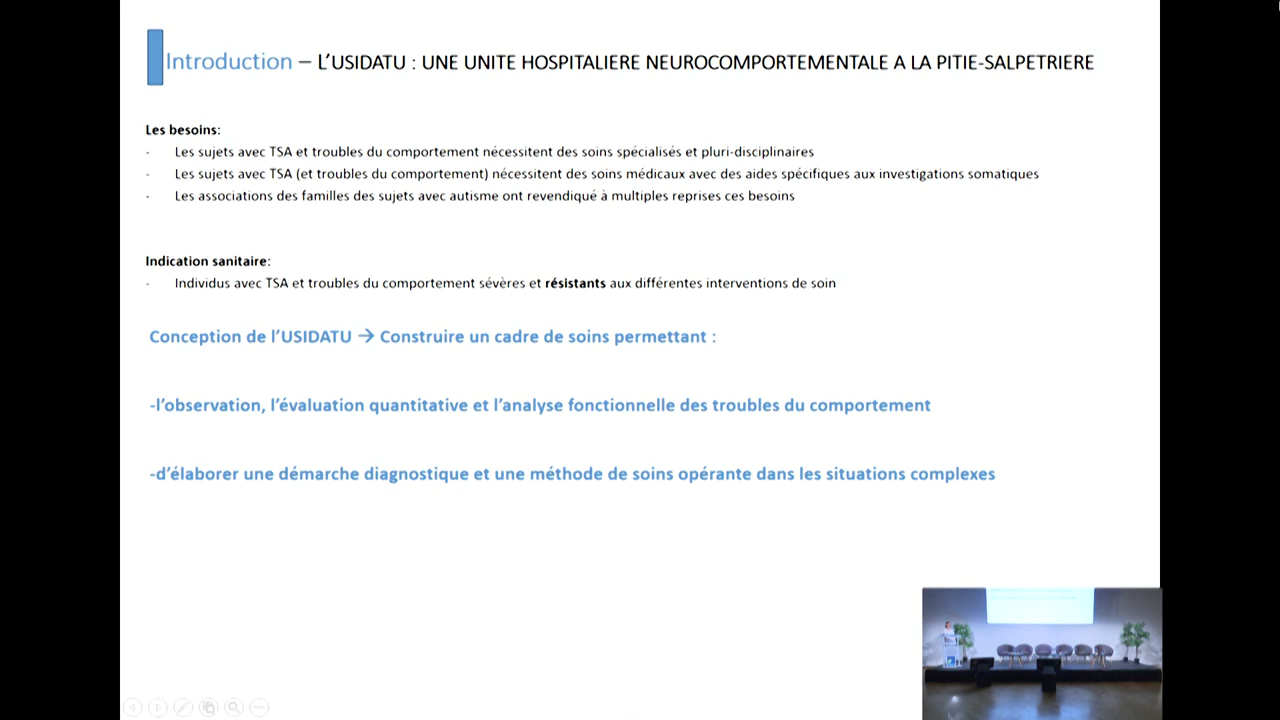 Introduction – L'USIDATU : UNE UNITE HOSPITALIERE NEUROCOMPORTEMENTALE A LA PITIE-SALPETRIERE
Les besoins:
- Les sujets avec TSA et troubles du comportement nécessitent des soins spécialisés et pluri-disciplinaires
- Les sujets avec TSA (et troubles du comportement) nécessitent des soins médicaux avec des aides spécifiques aux investigations somatiques
- Les associations des familles des sujets avec autisme ont revendiqué à multiples reprises ces besoins
Indication sanitaire:
- Individus avec TSA et troubles du comportement sévères et résistants aux différentes interventions de soin
Conception de l'USIDATU → Construire un cadre de soins permettant :
-l'observation, l'évaluation quantitative et l'analyse fonctionnelle des troubles du comportement
-d'élaborer une démarche diagnostique et une méthode de soins opérante dans les situations complexes